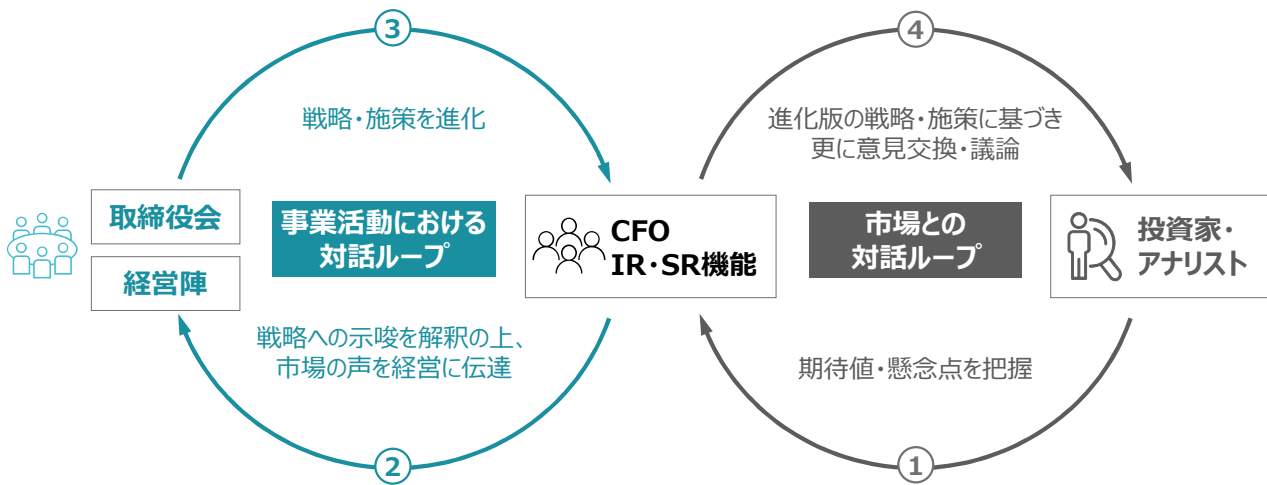 ③
④
戦略・施策を進化
進化版の戦略・施策に基づき
更に意見交換・議論
取締役会
経営陣
事業活動における
対話ループ
CFO
IR・SR機能
市場との
対話ループ
投資家・
アナリスト
戦略への示唆を解釈の上、
市場の声を経営に伝達
期待値・懸念点を把握
②
①